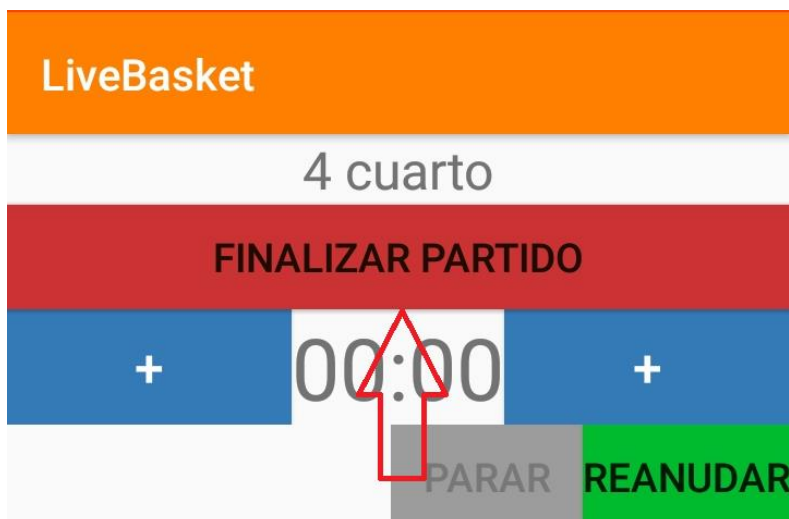 LiveBasket
4 cuarto
FINALIZAR PARTIDO
+ 00:00 +
PARAR REANUDAR